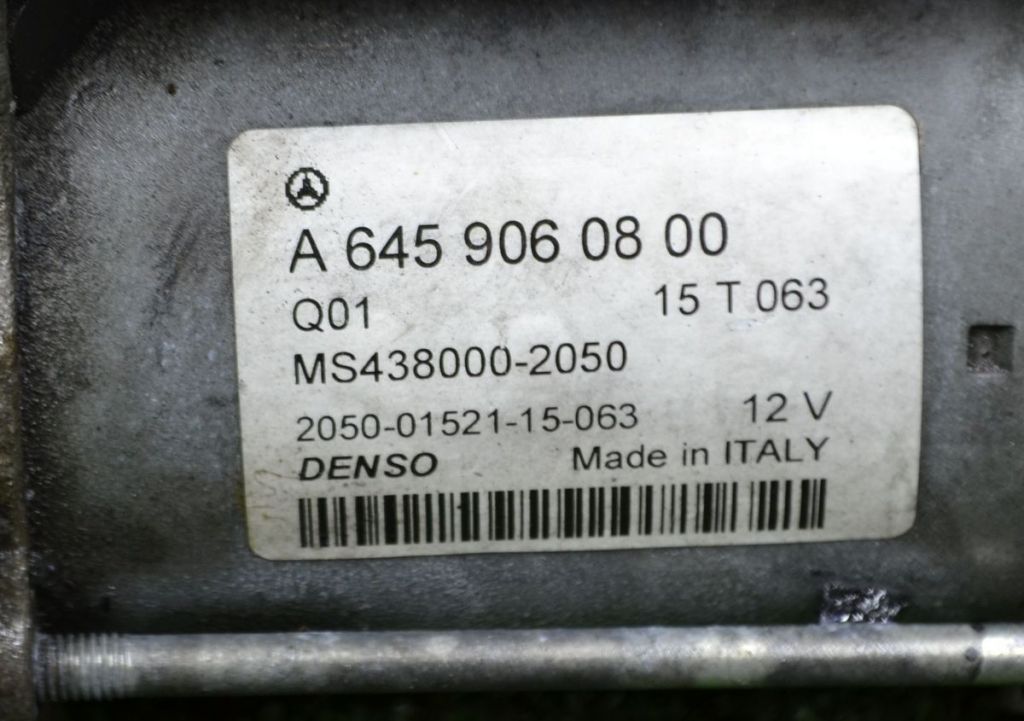 A 645 906 08 00
Q01 15 T 063
MS438000-2050
2050-01521-15-063 12 V
DENSO Made in ITALY